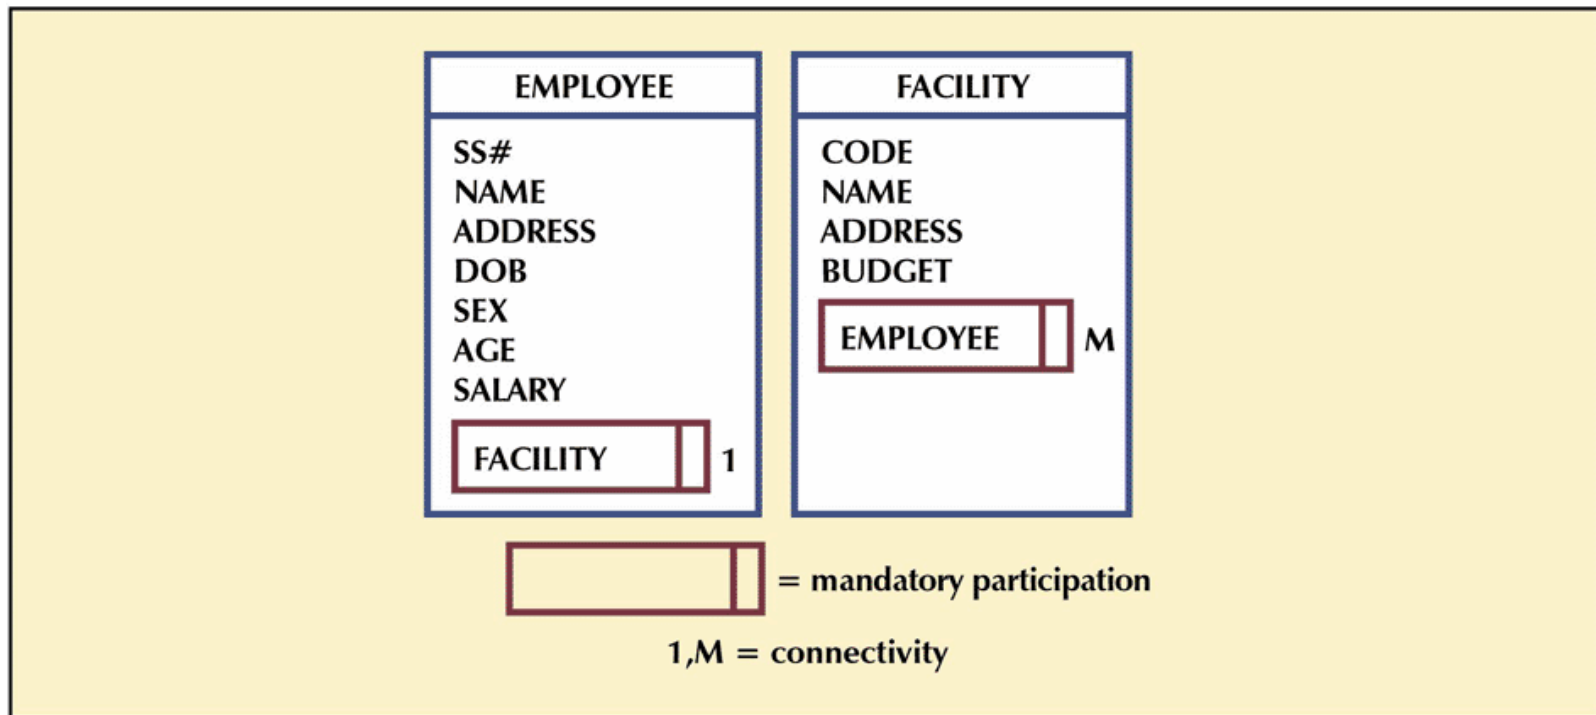 EMPLOYEE
SS#
NAME
ADDRESS
DOB
SEX
AGE
SALARY
FACILITY 1
FACILITY
CODE
NAME
ADDRESS
BUDGET
EMPLOYEE M
= mandatory participation
1,M = connectivity